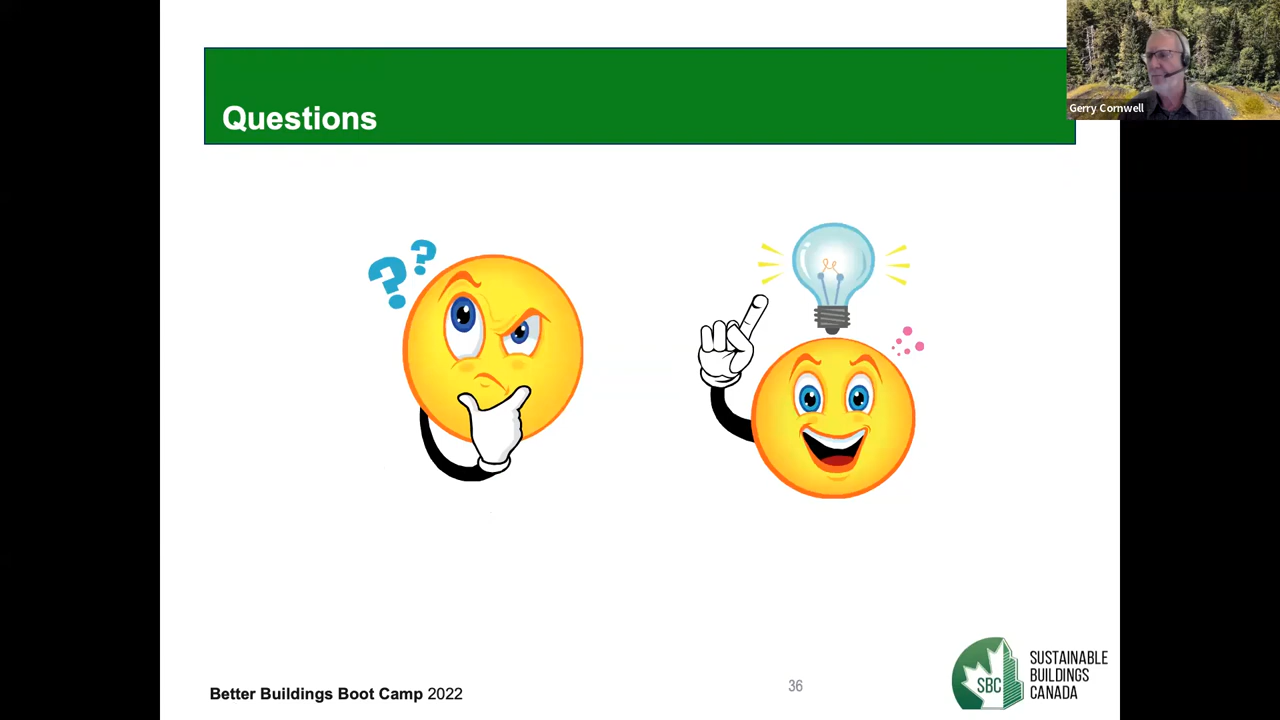 Questions
Gerry Cornwell
? ?
SBC
SUSTAINABLE
BUILDINGS
CANADA
Better Buildings Boot Camp 2022
36